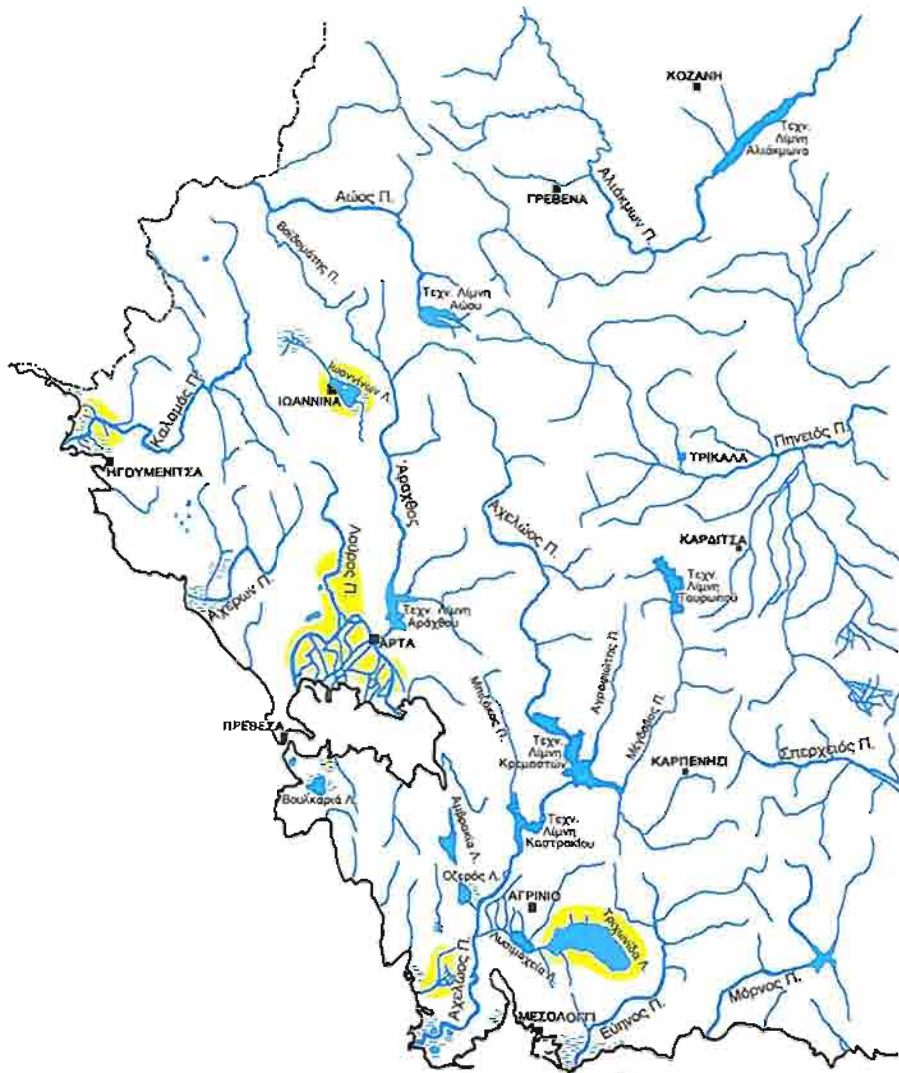 ΚΟΖΑΝΗ
Τεχν.
Λίμνη
Αλιάκμονα
ΓΡΕΒΕΝΑ
Αλιάκμων Π.
Αώος Π.
Βοϊδομάτης Π.
Τεχν. Λίμνη
Αώου
Ιωαννίνων Λ.
ΙΩΑΝΝΙΝΑ
Καλαμάς Π.
ΗΓΟΥΜΕΝΙΤΣΑ
Άραχθος
Πηνειός Π.
ΤΡΙΚΑΛΑ
Αχελώος Π.
ΚΑΡΔΙΤΣΑ
Λούρος Π.
Αχέρων Π.
Τεχν.
Λίμνη
Ταυρωπού
Τεχν. Λίμνη
Αράχθου
ΑΡΤΑ
Αγραφιώτης Π.
Μέγδοβας Π.
ΠΡΕΒΕΖΑ
Τεχν.
Λίμνη
Κρεμαστών
ΚΑΡΠΕΝΗΣΙ
Σπερχειός Π.
Βουλκαριά Λ.
Αμβρακία Λ.
Τεχν.
Λίμνη
Καστρακίου
Οζερός Λ.
ΑΓΡΙΝΙΟ
Τριχωνίδα Λ.
Λυσιμαχεία Λ.
Αχελώος Π.
ΜΕΣΟΛΟΓΓΙ
Εύηνος Π.
Μόρνος Π.